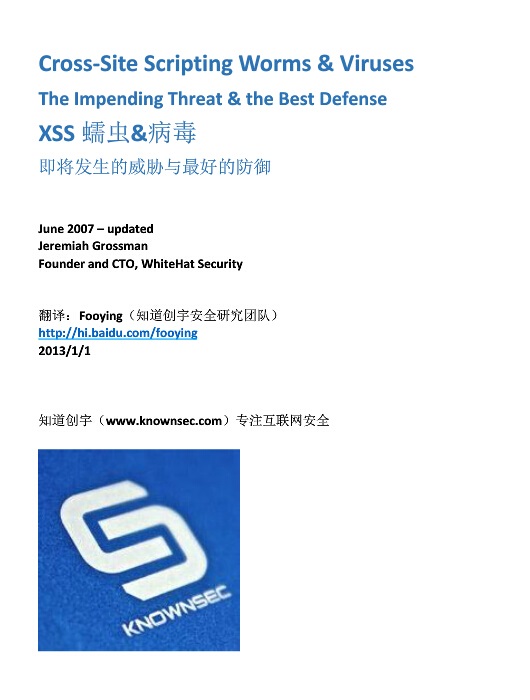 Cross-Site Scripting Worms & Viruses
The Impending Threat & the Best Defense
XSS 蠕虫&病毒
即将发生的威胁与最好的防御
June 2007 – updated
Jeremiah Grossman
Founder and CTO, WhiteHat Security
翻译：Fooying（知道创宇安全研究团队）
http://hi.baidu.com/fooying
2013/1/1
知道创宇（www.knownsec.com）专注互联网安全
KNOWNSEC